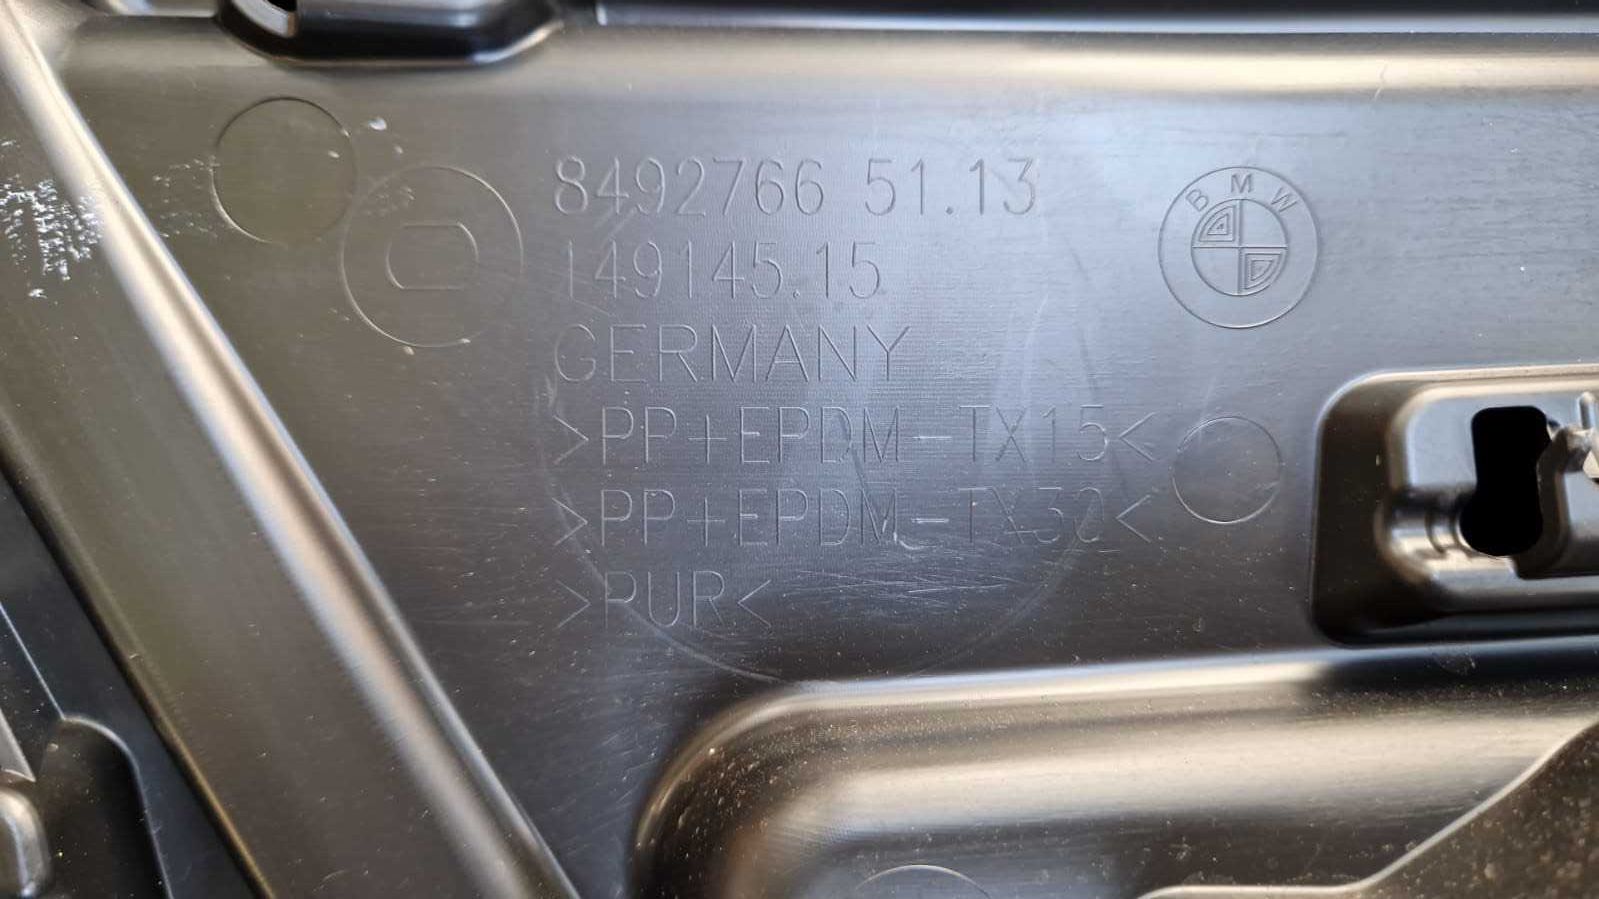 8492766 51.13
149145.15
GERMANY
>PP+EPDM-TX15<
>PP+EPDM-TX30<
>PUR<
BMW